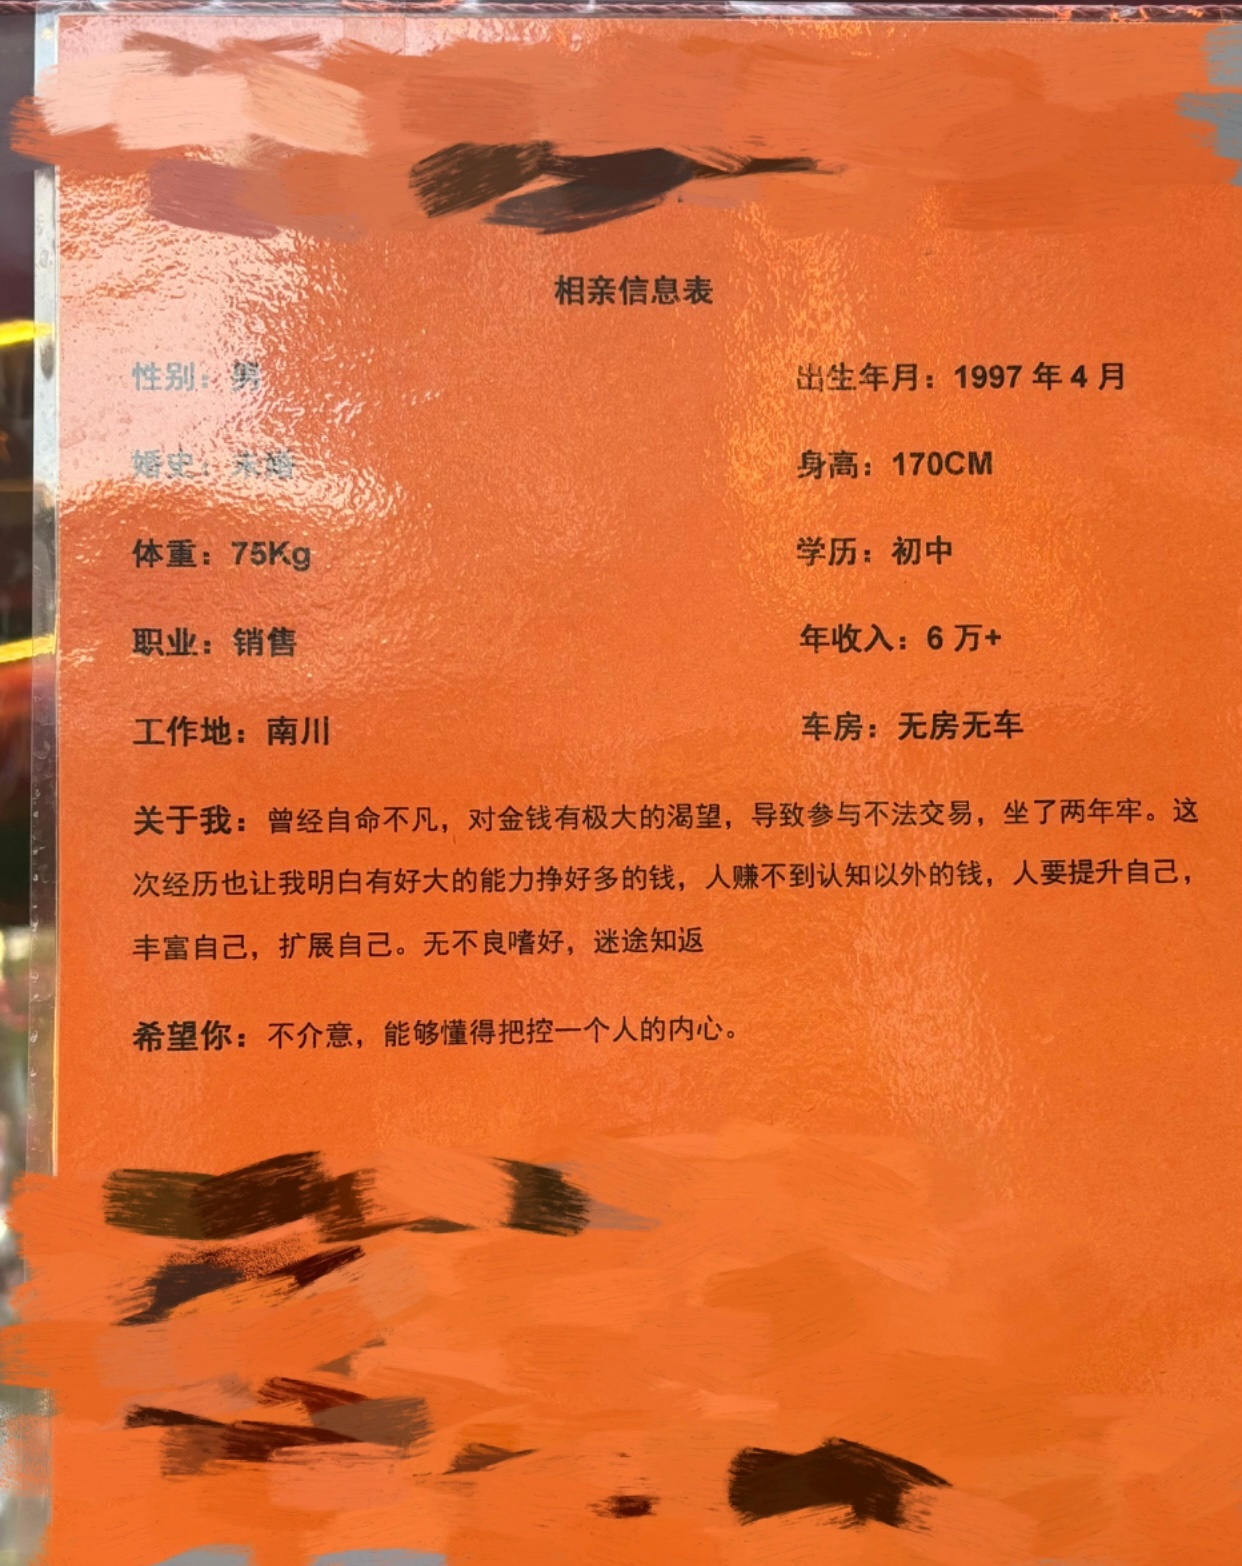 相亲信息表
性别：男 出生年月：1997 年 4 月
婚史：未婚 身高：170CM
体重：75Kg 学历：初中
职业：销售 年收入：6 万+
工作地：南川 车房：无房无车
关于我：曾经自命不凡，对金钱有极大的渴望，导致参与不法交易，坐了两年牢。这
次经历也让我明白有好大的能力挣好多的钱，人赚不到认知以外的钱，人要提升自己，
丰富自己，扩展自己。无不良嗜好，迷途知返
希望你：不介意，能够懂得把控一个人的内心。